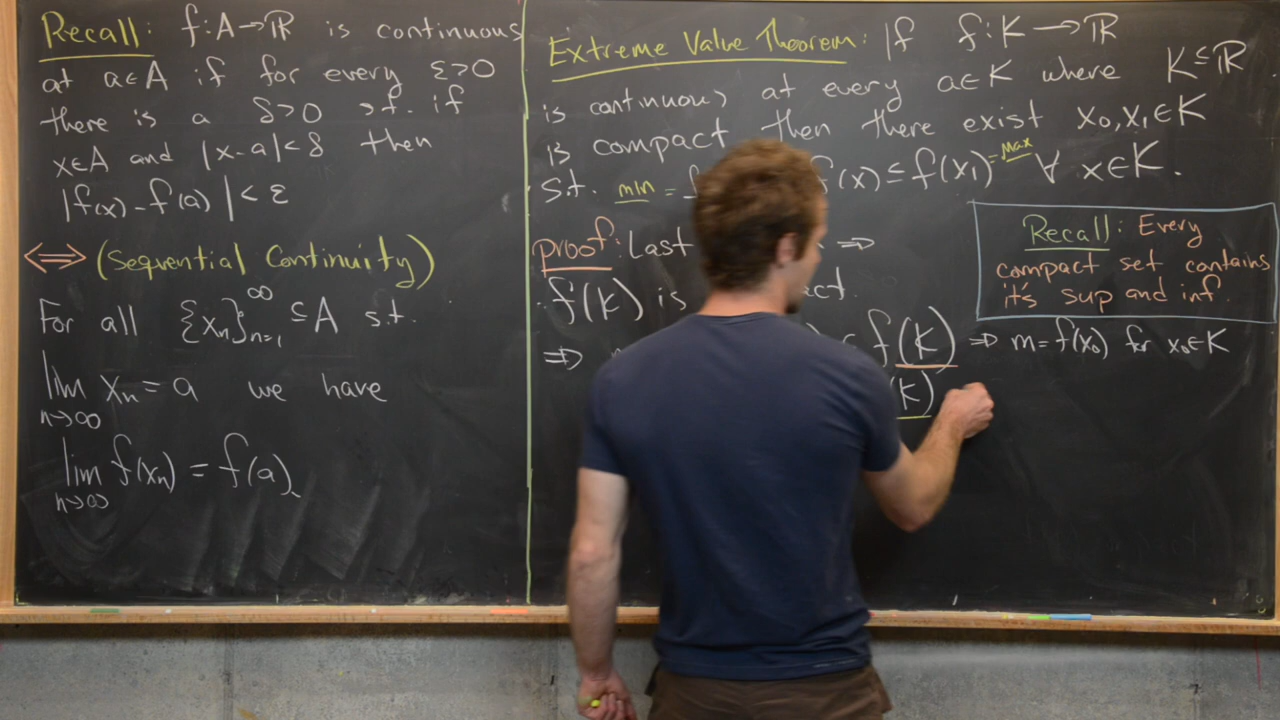 Recall: f:A→ℝ is continuous
at a∈A if for every ε>0
there is a δ>0 s.t. if
x∈A and |x-a|<δ then
|f(x)-f(a)|<ε
⟺ (Sequential Continuity)
For all {xₙ}ₙ₌₁^∞ ⊆A s.t.
lim xₙ = a we have
n→∞
lim f(xₙ) = f(a).
n→∞
Extreme Value Theorem: If f:K→ℝ
is continuous at every a∈K where K⊆ℝ
is compact then there exist x₀,x₁∈K
s.t. min = f(x)≤f(x₁)=max ∀ x∈K.
proof: Last ⇒
f(K) is
⇒ f(K) ⇒ m=f(x₀) for x₀∈K
(K)
Recall: Every
compact set contains
it's sup and inf.